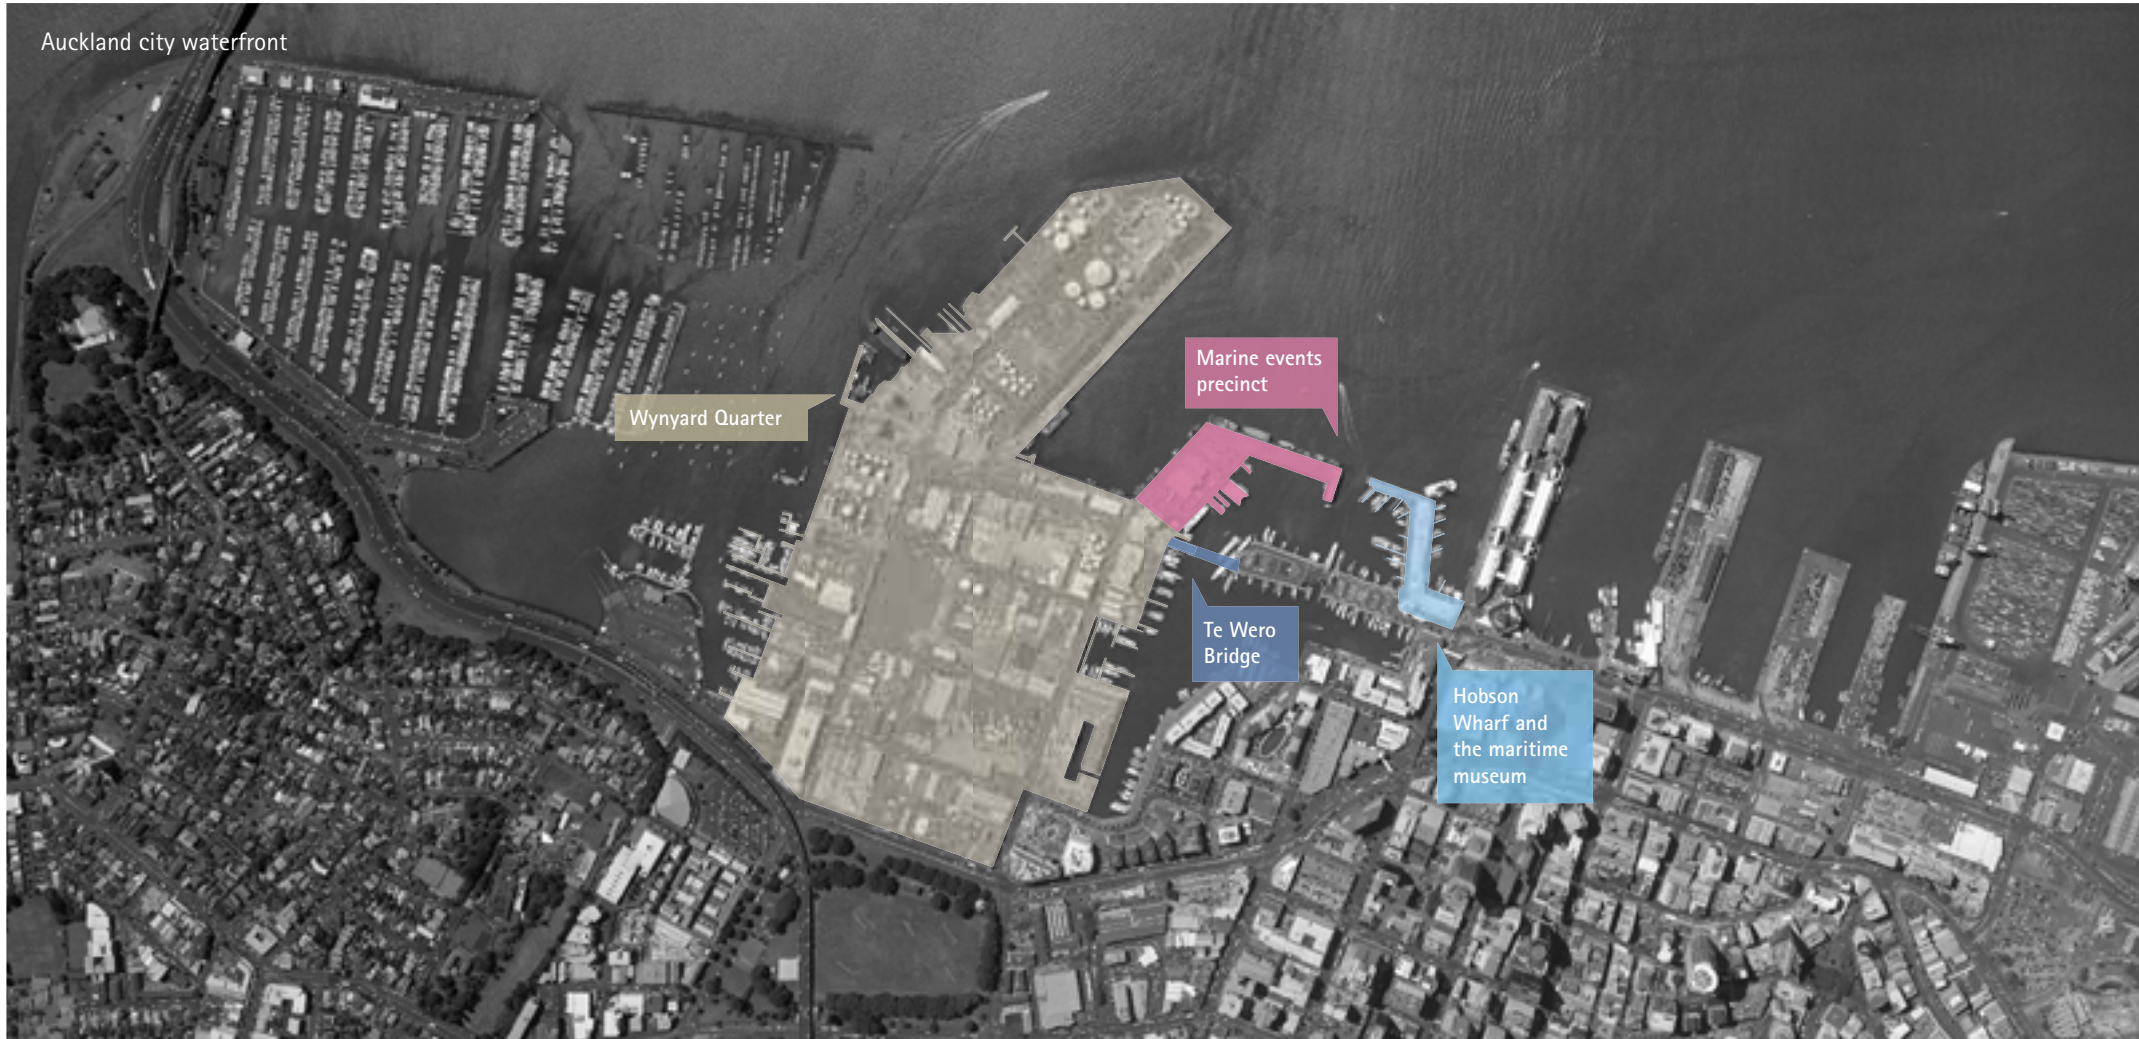 Auckland city waterfront
Marine events
precinct
Wynyard Quarter
Te Wero
Bridge
Hobson
Wharf and
the maritime
museum